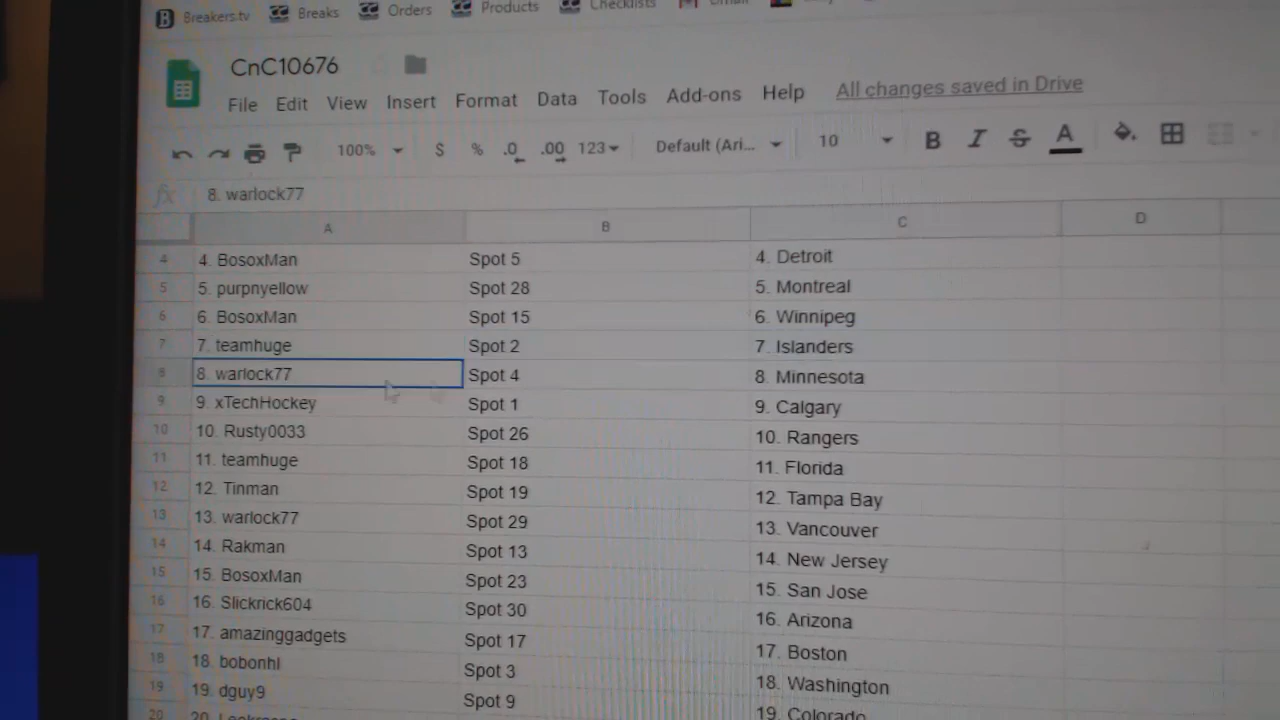 Breakers.tv Breaks Orders Products Checklists
CnC10676
File Edit View Insert Format Data Tools Add-ons Help All changes saved in Drive
100% $ % .0 .00 123 Default (Ari... 10 B I S A
fx 8. warlock77
A B C D
4 4. BosoxMan Spot 5 4. Detroit
5 5. purpnyellow Spot 28 5. Montreal
6 6. BosoxMan Spot 15 6. Winnipeg
7 7. teamhuge Spot 2 7. Islanders
8 8. warlock77 Spot 4 8. Minnesota
9 9. xTechHockey Spot 1 9. Calgary
10 10. Rusty0033 Spot 26 10. Rangers
11 11. teamhuge Spot 18 11. Florida
12 12. Tinman Spot 19 12. Tampa Bay
13 13. warlock77 Spot 29 13. Vancouver
14 14. Rakman Spot 13 14. New Jersey
15 15. BosoxMan Spot 23 15. San Jose
16 16. Slickrick604 Spot 30 16. Arizona
17 17. amazinggadgets Spot 17 17. Boston
18 18. bobonhl Spot 3 18. Washington
19 19. dguy9 Spot 9 19. Colorado
20